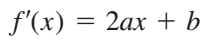 f'(x) = 2ax + b